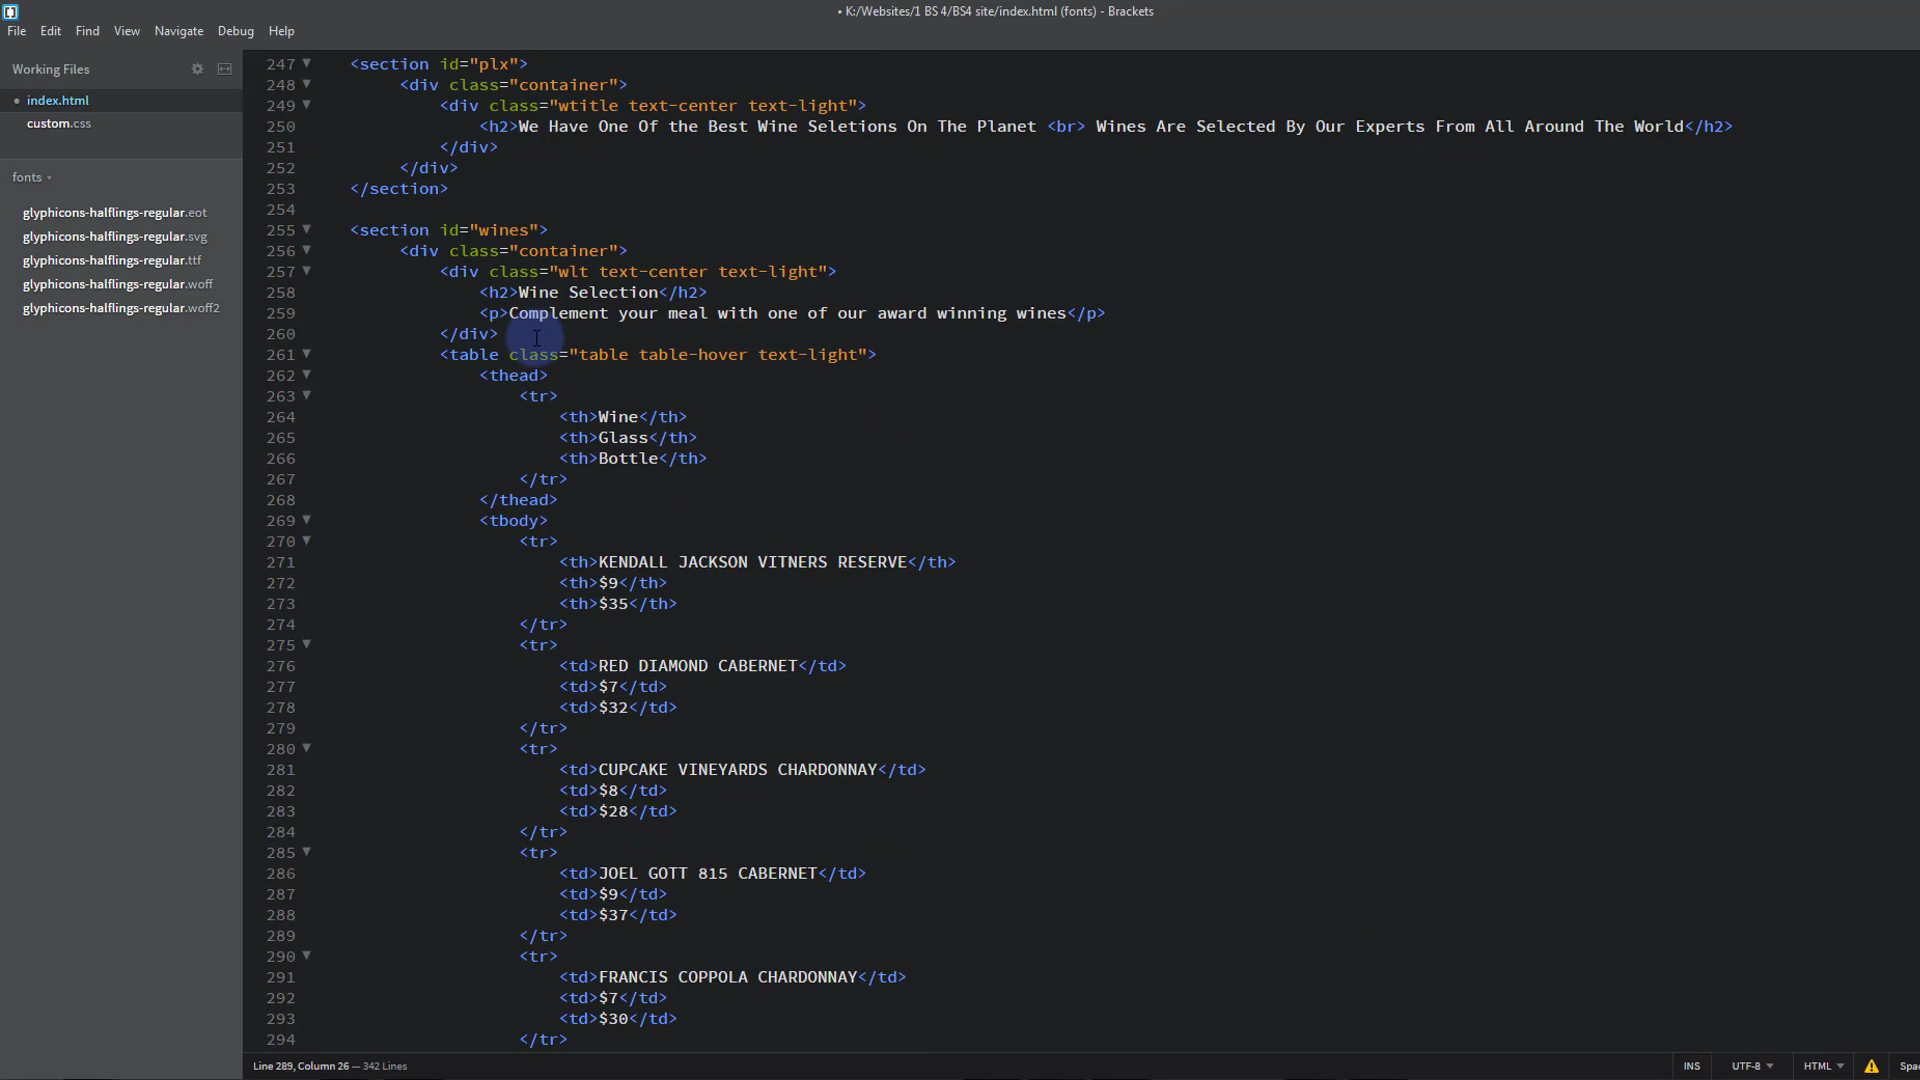 • K:/Websites/1 BS 4/BS4 site/index.html (fonts) - Brackets
File Edit Find View Navigate Debug Help
Working Files
• index.html
custom.css
fonts
glyphicons-halflings-regular.eot
glyphicons-halflings-regular.svg
glyphicons-halflings-regular.ttf
glyphicons-halflings-regular.woff
glyphicons-halflings-regular.woff2
247 <section id="plx">
248 <div class="container">
249 <div class="wtitle text-center text-light">
250 <h2>We Have One Of the Best Wine Seletions On The Planet <br> Wines Are Selected By Our Experts From All Around The World</h2>
251 </div>
252 </div>
253 </section>
254
255 <section id="wines">
256 <div class="container">
257 <div class="wlt text-center text-light">
258 <h2>Wine Selection</h2>
259 <p>Complement your meal with one of our award winning wines</p>
260 </div>
261 <table class="table table-hover text-light">
262 <thead>
263 <tr>
264 <th>Wine</th>
265 <th>Glass</th>
266 <th>Bottle</th>
267 </tr>
268 </thead>
269 <tbody>
270 <tr>
271 <th>KENDALL JACKSON VITNERS RESERVE</th>
272 <th>$9</th>
273 <th>$35</th>
274 </tr>
275 <tr>
276 <td>RED DIAMOND CABERNET</td>
277 <td>$7</td>
278 <td>$32</td>
279 </tr>
280 <tr>
281 <td>CUPCAKE VINEYARDS CHARDONNAY</td>
282 <td>$8</td>
283 <td>$28</td>
284 </tr>
285 <tr>
286 <td>JOEL GOTT 815 CABERNET</td>
287 <td>$9</td>
288 <td>$37</td>
289 </tr>
290 <tr>
291 <td>FRANCIS COPPOLA CHARDONNAY</td>
292 <td>$7</td>
293 <td>$30</td>
294 </tr>
Line 289, Column 26 — 342 Lines INS UTF-8 HTML Spa